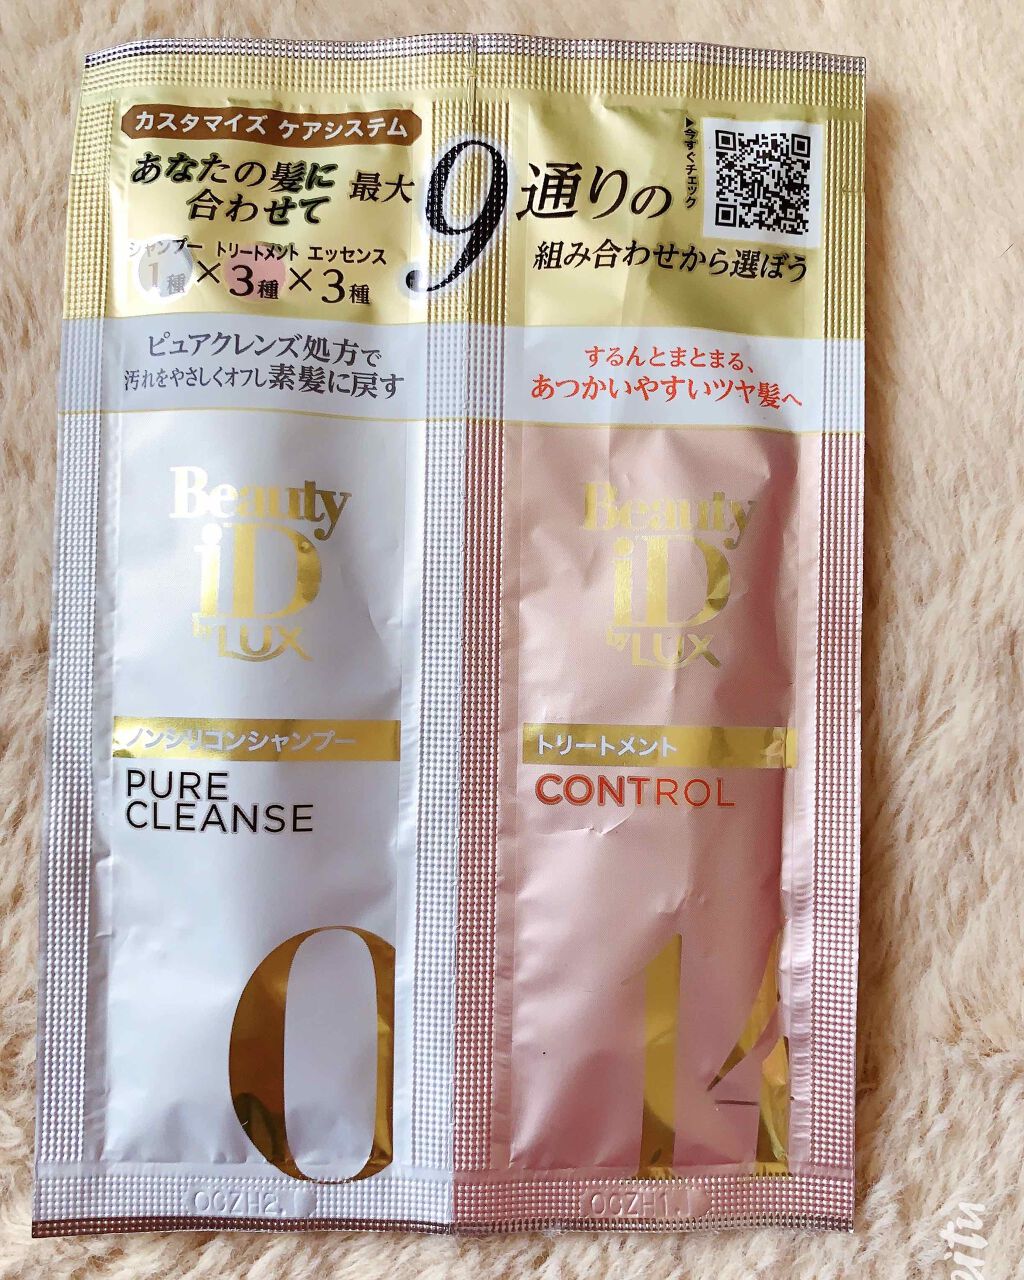 カスタマイズ ケアシステム
あなたの髪に
合わせて
最大
9
通りの
▶今すぐチェック
組み合わせから選ぼう
シャンプー トリートメント エッセンス
1種×3種×3種
ピュアクレンズ処方で
汚れをやさしくオフし素髪に戻す
するんとまとまる、
あつかいやすいツヤ髪へ
Beauty
iD
by LUX
ノンシリコンシャンプー
PURE
CLEANSE
0
OGZH2.I
Beauty
iD
by LUX
トリートメント
CONTROL
OGZH1.I